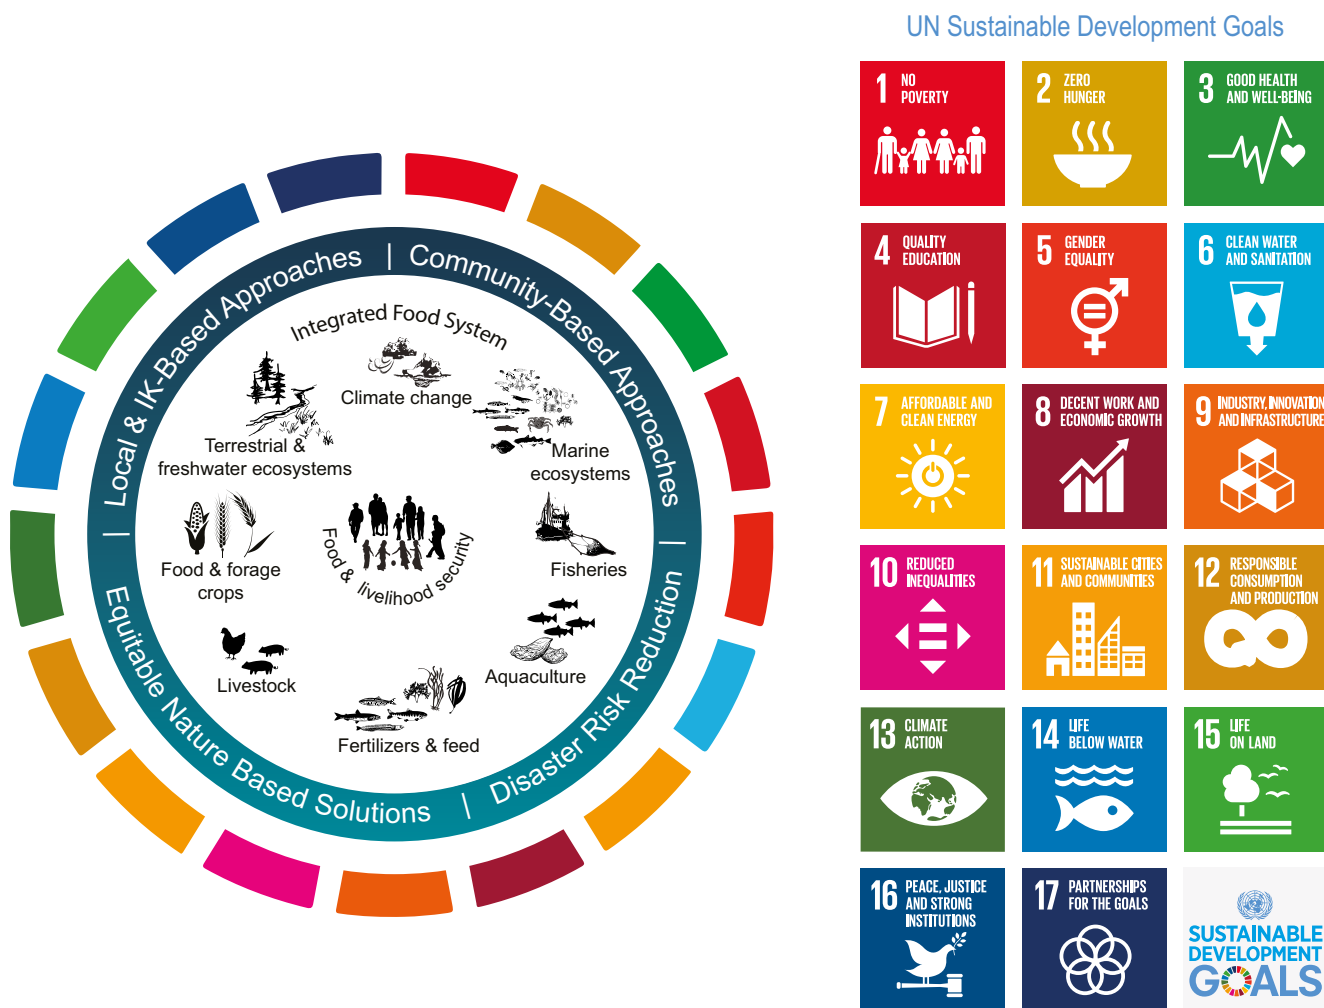 UN Sustainable Development Goals
Local & IK-Based Approaches | Community-Based Approaches |
Equitable Nature Based Solutions | Disaster Risk Reduction |
Integrated Food System
Climate change
Terrestrial &
freshwater ecosystems
Marine
ecosystems
Food & forage
crops
Food & livelihood security
Fisheries
Livestock
Aquaculture
Fertilizers & feed
1 NO
POVERTY
2 ZERO
HUNGER
3 GOOD HEALTH
AND WELL-BEING
4 QUALITY
EDUCATION
5 GENDER
EQUALITY
6 CLEAN WATER
AND SANITATION
7 AFFORDABLE AND
CLEAN ENERGY
8 DECENT WORK AND
ECONOMIC GROWTH
9 INDUSTRY, INNOVATION
AND INFRASTRUCTURE
10 REDUCED
INEQUALITIES
11 SUSTAINABLE CITIES
AND COMMUNITIES
12 RESPONSIBLE
CONSUMPTION
AND PRODUCTION
13 CLIMATE
ACTION
14 LIFE
BELOW WATER
15 LIFE
ON LAND
16 PEACE, JUSTICE
AND STRONG
INSTITUTIONS
17 PARTNERSHIPS
FOR THE GOALS
SUSTAINABLE
DEVELOPMENT
GOALS